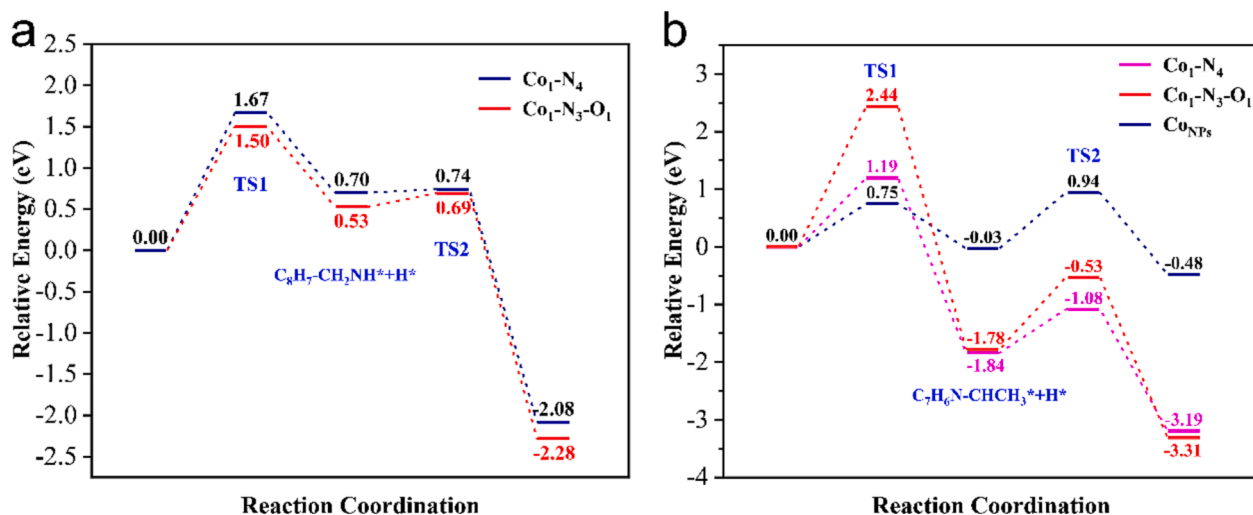 a
2.5
2.0
1.5
1.0
0.5
0.0
-0.5
-1.0
-1.5
-2.0
-2.5
Relative Energy (eV)
Co₁-N₄
Co₁-N₃-O₁
1.67
1.50
TS1
0.00
0.70
0.53
0.74
0.69
TS2
C₈H₇-CH₂NH*+H*
-2.08
-2.28
Reaction Coordination
b
3
2
1
0
-1
-2
-3
-4
Relative Energy (eV)
Co₁-N₄
Co₁-N₃-O₁
Co_NPs
TS1
2.44
1.19
0.75
0.00
-0.03
TS2
0.94
-0.48
-0.53
-1.08
-1.78
-1.84
C₇H₆N-CHCH₃*+H*
-3.19
-3.31
Reaction Coordination